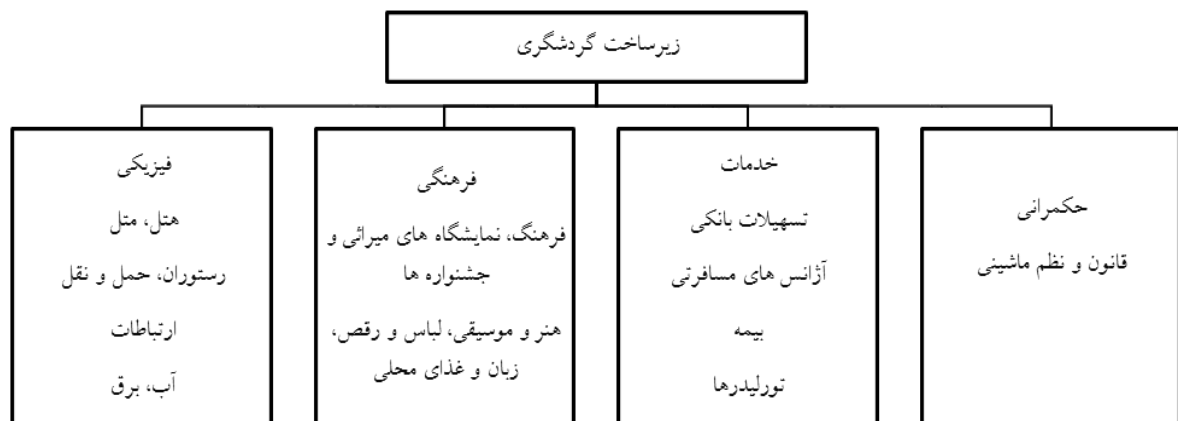 زیرساخت گردشگری
حکمرانی
قانون و نظم ماشینی
خدمات
تسهیلات بانکی
آژانس های مسافرتی
بیمه
تورلیدرها
فرهنگی
فرهنگ، نمایشگاه های میراثی و
جشنواره ها
هنر و موسیقی، لباس و رقص،
زبان و غذای محلی
فیزیکی
هتل، متل
رستوران، حمل و نقل
ارتباطات
آب، برق